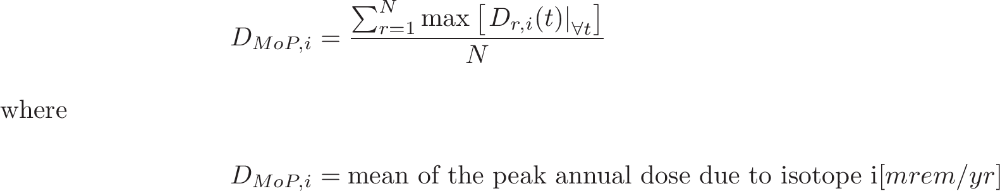 $D_{MoP,i} = \frac{\sum_{r=1}^{N} \max \left[ D_{r,i}(t)|_{\forall t} \right]}{N}$
where
$D_{MoP,i} =$ mean of the peak annual dose due to isotope i$[mrem/yr]$